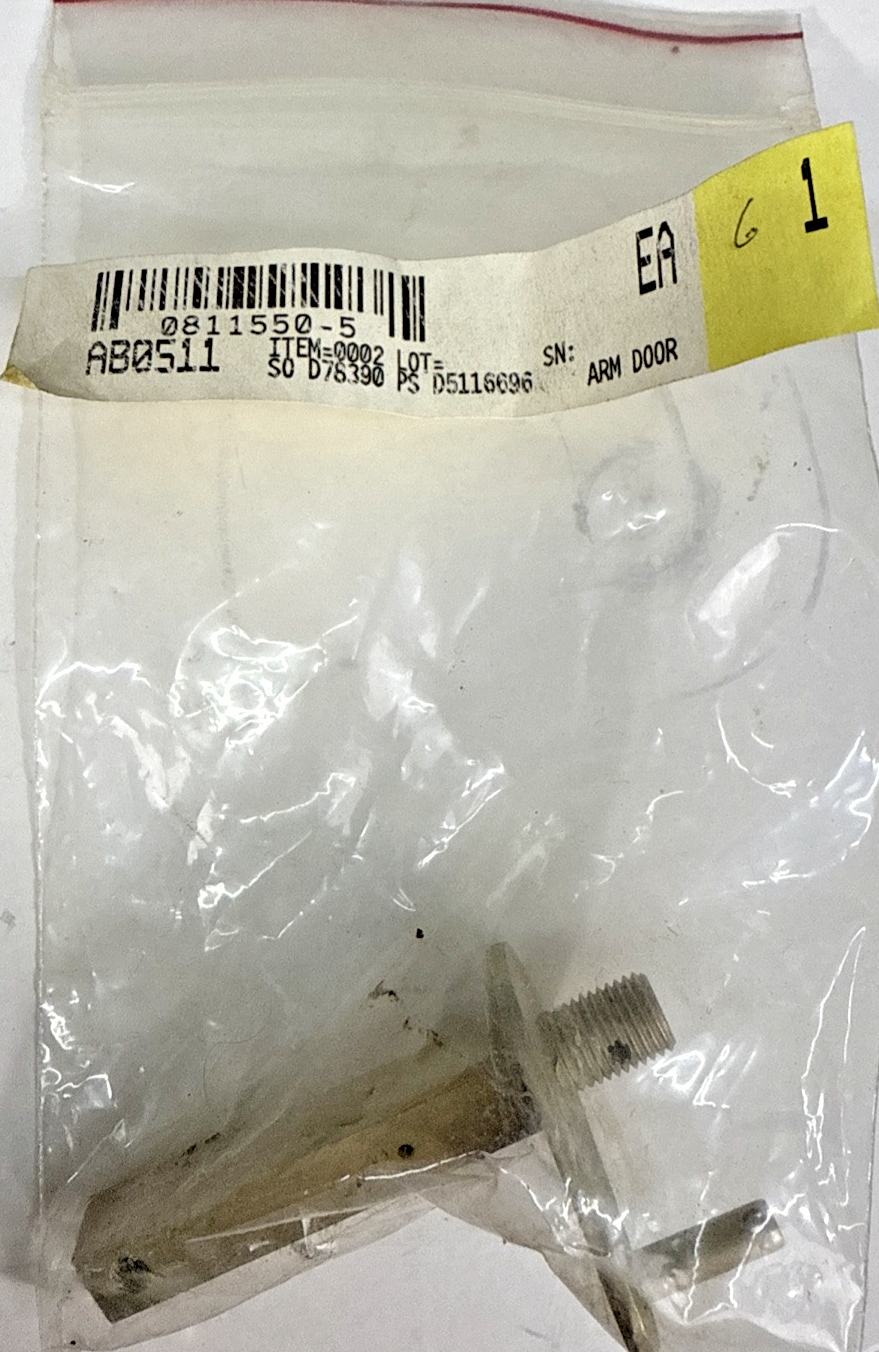 EA 6 1
0811550-5
AB0511 ITEM=0002 LOT= SN: ARM DOOR
SO D78390 PS D5116696